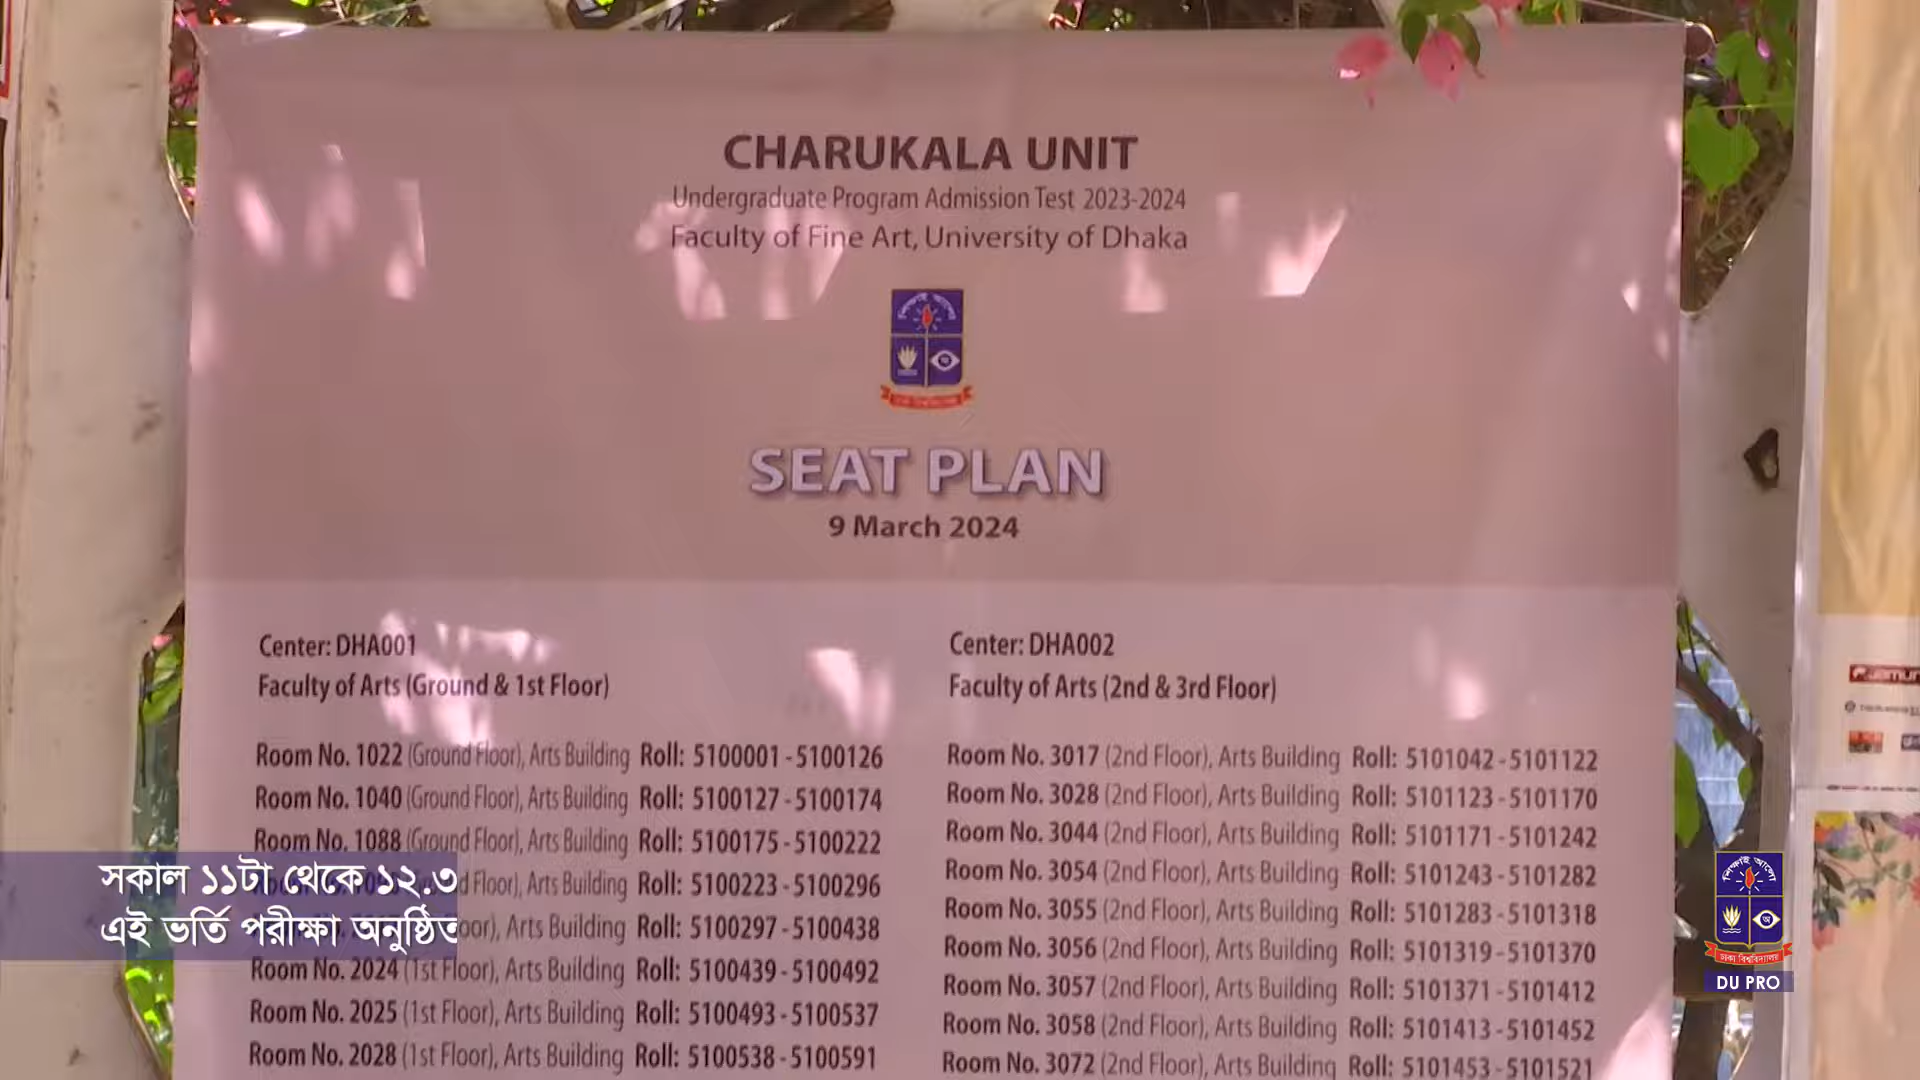 CHARUKALA UNIT
Undergraduate Program Admission Test 2023-2024
Faculty of Fine Art, University of Dhaka
শিক্ষাই আলো
SEAT PLAN
9 March 2024
Center: DHA001
Faculty of Arts (Ground & 1st Floor)
Room No. 1022 (Ground Floor), Arts Building Roll: 5100001 - 5100126
Room No. 1040 (Ground Floor), Arts Building Roll: 5100127 - 5100174
Room No. 1088 (Ground Floor), Arts Building Roll: 5100175 - 5100222
Floor), Arts Building Roll: 5100223 - 5100296
Arts Building Roll: 5100297 - 5100438
Room No. 2024 (1st Floor), Arts Building Roll: 5100439 - 5100492
Room No. 2025 (1st Floor), Arts Building Roll: 5100493 - 5100537
Room No. 2028 (1st Floor), Arts Building Roll: 5100538 - 5100591
Center: DHA002
Faculty of Arts (2nd & 3rd Floor)
Room No. 3017 (2nd Floor), Arts Building Roll: 5101042 - 5101122
Room No. 3028 (2nd Floor), Arts Building Roll: 5101123 - 5101170
Room No. 3044 (2nd Floor), Arts Building Roll: 5101171 - 5101242
Room No. 3054 (2nd Floor), Arts Building Roll: 5101243 - 5101282
Room No. 3055 (2nd Floor), Arts Building Roll: 5101283 - 5101318
Room No. 3056 (2nd Floor), Arts Building Roll: 5101319 - 5101370
Room No. 3057 (2nd Floor), Arts Building Roll: 5101371 - 5101412
Room No. 3058 (2nd Floor), Arts Building Roll: 5101413 - 5101452
Room No. 3072 (2nd Floor), Arts Building Roll: 5101453 - 5101521
সকাল ১১টা থেকে ১২.৩
এই ভর্তি পরীক্ষা অনুষ্ঠিত
শিক্ষাই আলো
ঢাকা বিশ্ববিদ্যালয়
DU PRO